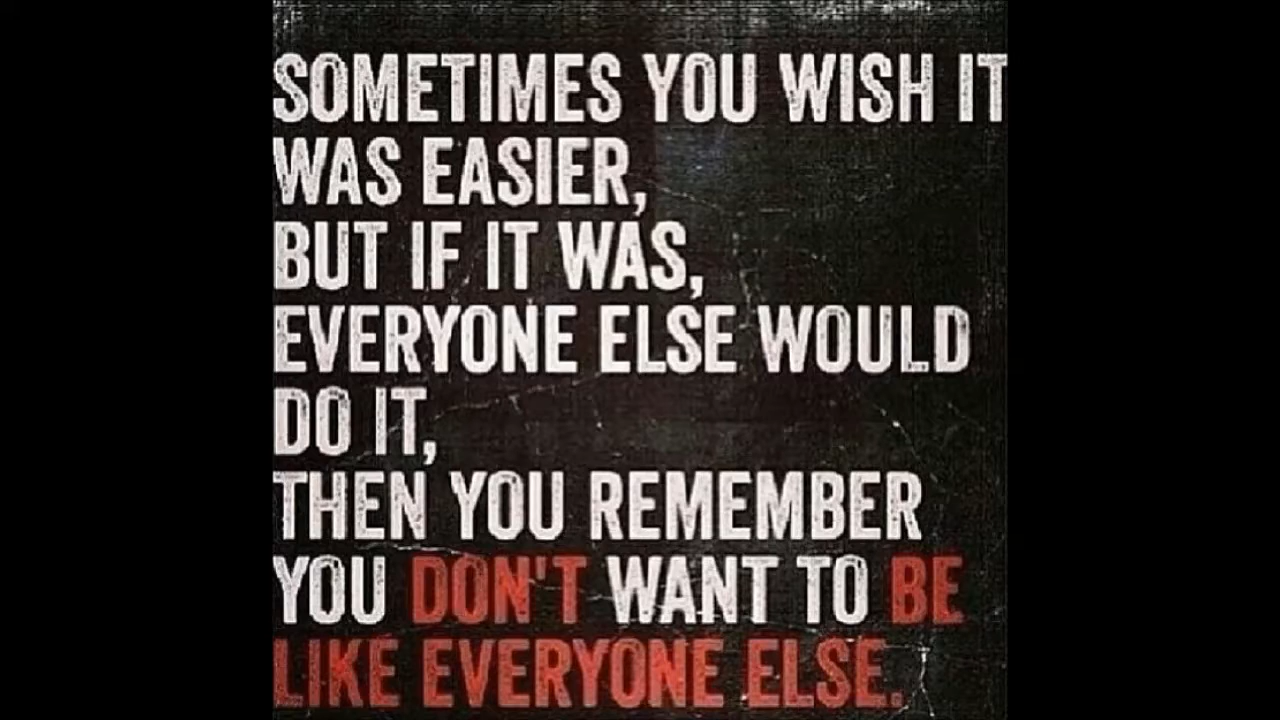 SOMETIMES YOU WISH IT
WAS EASIER,
BUT IF IT WAS,
EVERYONE ELSE WOULD
DO IT,
THEN YOU REMEMBER
YOU DON'T WANT TO BE
LIKE EVERYONE ELSE.